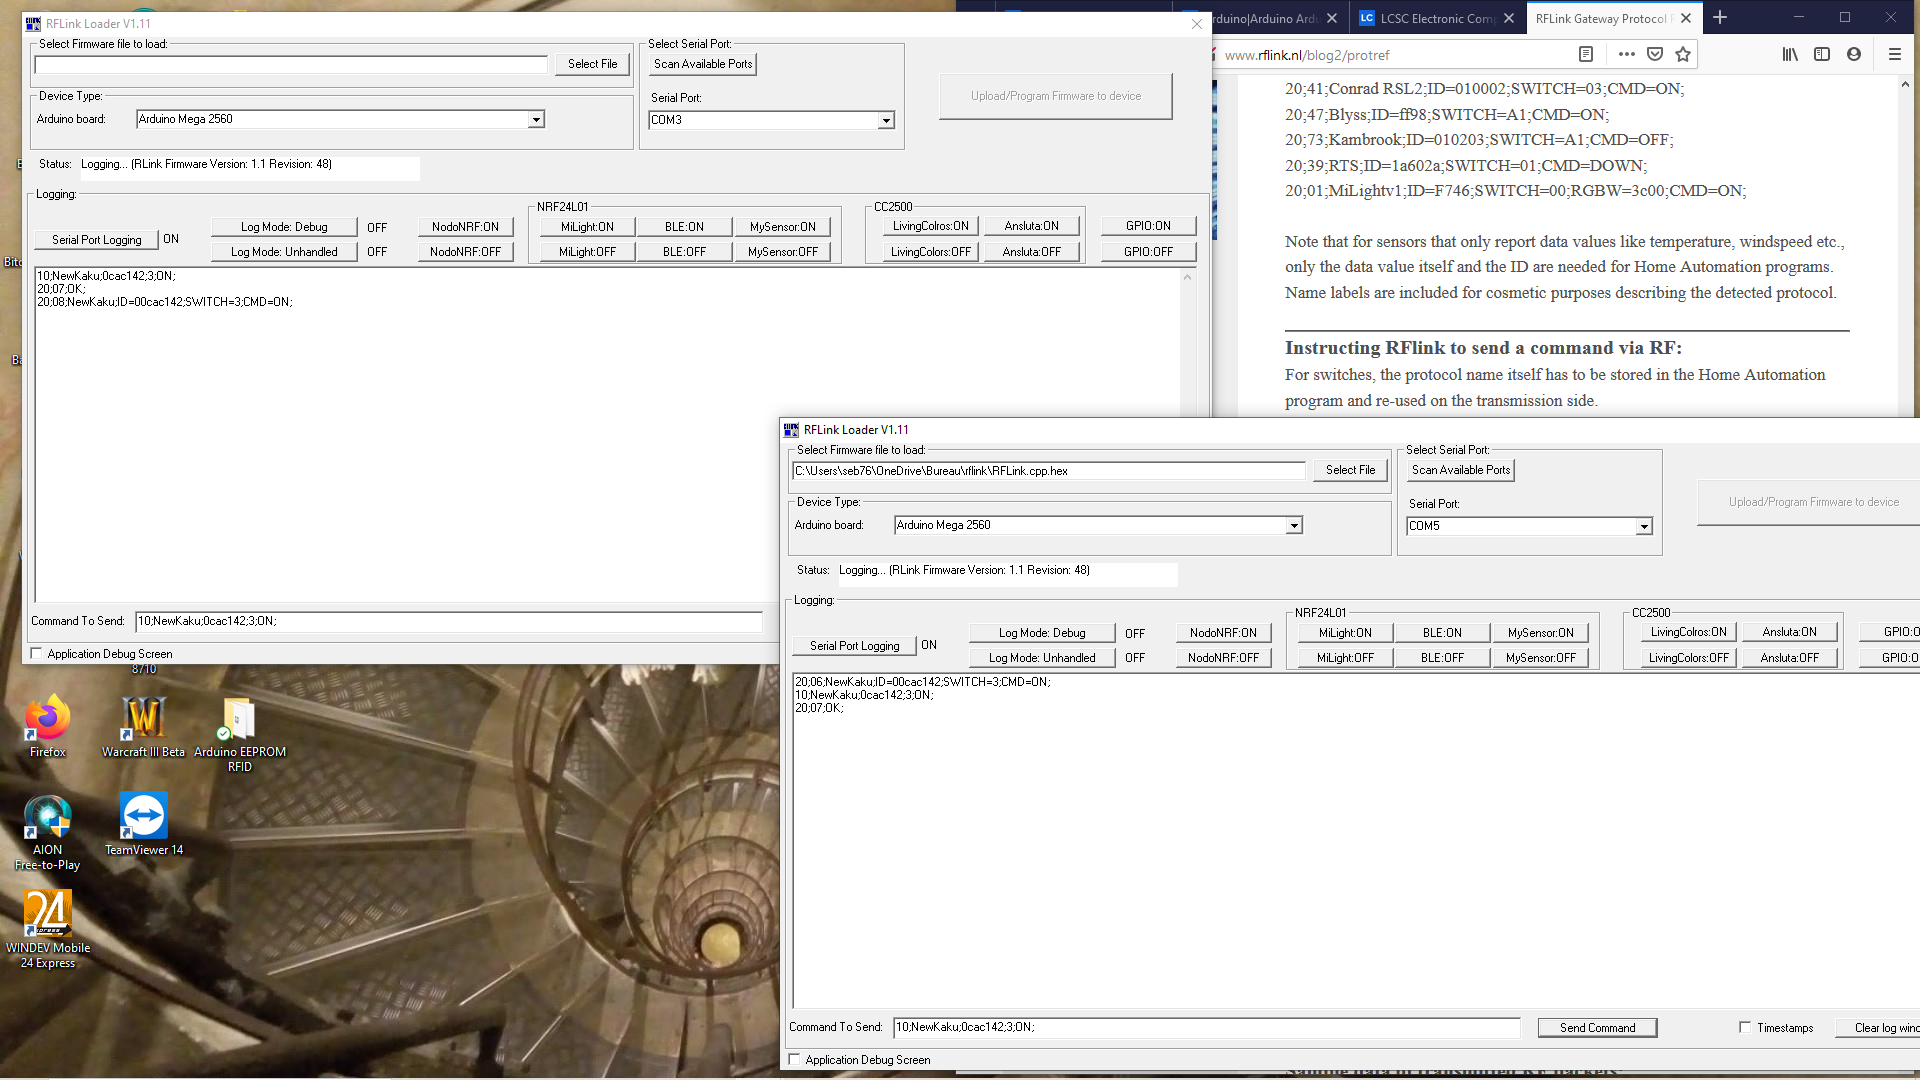 RFLink Loader V1.11
Select Firmware file to load:
Select File
Select Serial Port:
Scan Available Ports
Serial Port:
COM3
Upload/Program Firmware to device
Device Type:
Arduino board:
Arduino Mega 2560
Status:
Logging... (RLink Firmware Version: 1.1 Revision: 48)
Logging:
Serial Port Logging
ON
Log Mode: Debug
OFF
Log Mode: Unhandled
OFF
NodoNRF:ON
NodoNRF:OFF
NRF24L01
MiLight:ON
BLE:ON
MySensor:ON
MiLight:OFF
BLE:OFF
MySensor:OFF
CC2500
LivingColros:ON
Ansluta:ON
LivingColors:OFF
Ansluta:OFF
GPIO:ON
GPIO:OFF
10;NewKaku;0cac142;3;ON;
20;07;OK;
20;08;NewKaku;ID=00cac142;SWITCH=3;CMD=ON;
Command To Send:
10;NewKaku;0cac142;3;ON;
Application Debug Screen
Arduino|Arduino Ardu
LC
LCSC Electronic Comp
RFLink Gateway Protocol R
www.rflink.nl/blog2/protref
20;41;Conrad RSL2;ID=010002;SWITCH=03;CMD=ON;
20;47;Blyss;ID=ff98;SWITCH=A1;CMD=ON;
20;73;Kambrook;ID=010203;SWITCH=A1;CMD=OFF;
20;39;RTS;ID=1a602a;SWITCH=01;CMD=DOWN;
20;01;MiLightv1;ID=F746;SWITCH=00;RGBW=3c00;CMD=ON;
Note that for sensors that only report data values like temperature, windspeed etc.,
only the data value itself and the ID are needed for Home Automation programs.
Name labels are included for cosmetic purposes describing the detected protocol.
Instructing RFlink to send a command via RF:
For switches, the protocol name itself has to be stored in the Home Automation
program and re-used on the transmission side.
RFLink Loader V1.11
Select Firmware file to load:
C:\Users\seb76\OneDrive\Bureau\rflink\RFLink.cpp.hex
Select File
Select Serial Port:
Scan Available Ports
Serial Port:
COM5
Upload/Program Firmware to device
Device Type:
Arduino board:
Arduino Mega 2560
Status:
Logging... (RLink Firmware Version: 1.1 Revision: 48)
Logging:
Serial Port Logging
ON
Log Mode: Debug
OFF
Log Mode: Unhandled
OFF
NodoNRF:ON
NodoNRF:OFF
NRF24L01
MiLight:ON
BLE:ON
MySensor:ON
MiLight:OFF
BLE:OFF
MySensor:OFF
CC2500
LivingColros:ON
Ansluta:ON
LivingColors:OFF
Ansluta:OFF
GPIO:O
GPIO:O
20;06;NewKaku;ID=00cac142;SWITCH=3;CMD=ON;
10;NewKaku;0cac142;3;ON;
20;07;OK;
Command To Send:
10;NewKaku;0cac142;3;ON;
Send Command
Timestamps
Clear log wind
Application Debug Screen
Bitc
Ba
8710
Firefox
Warcraft III Beta
Arduino EEPROM
RFID
AION
Free-to-Play
TeamViewer 14
24
WINDEV Mobile
24 Express